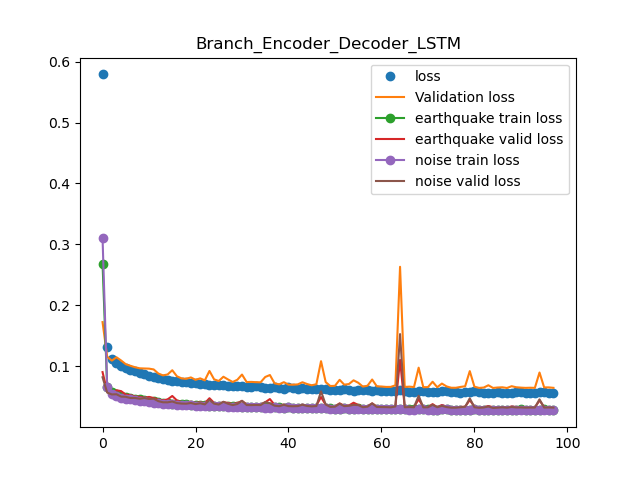 Branch_Encoder_Decoder_LSTM
0.6
0.5
0.4
0.3
0.2
0.1
0
20
40
60
80
100
loss
Validation loss
earthquake train loss
earthquake valid loss
noise train loss
noise valid loss